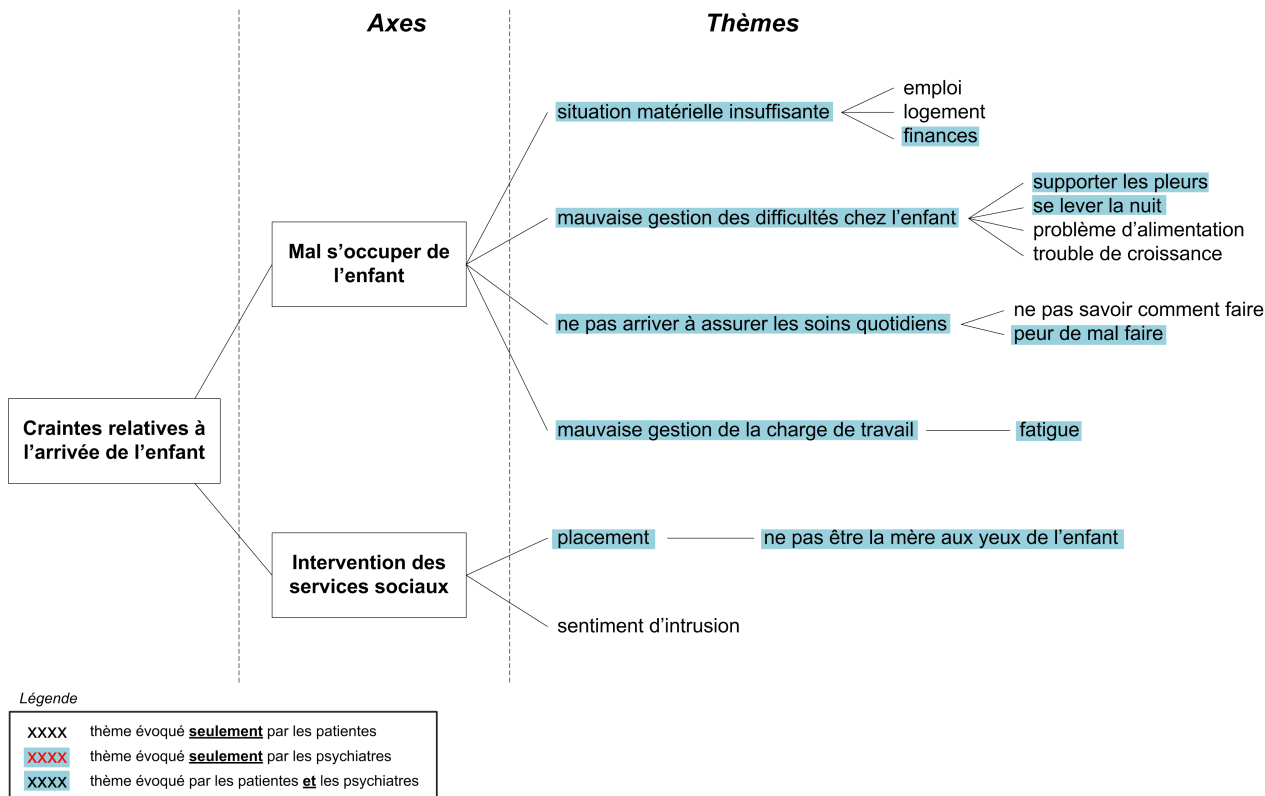 Axes
Thèmes
situation matérielle insuffisante
emploi
logement
finances
mauvaise gestion des difficultés chez l’enfant
supporter les pleurs
se lever la nuit
problème d’alimentation
trouble de croissance
Mal s’occuper de
l’enfant
ne pas arriver à assurer les soins quotidiens
ne pas savoir comment faire
peur de mal faire
mauvaise gestion de la charge de travail
fatigue
Craintes relatives à
l’arrivée de l’enfant
Intervention des
services sociaux
placement
ne pas être la mère aux yeux de l’enfant
sentiment d’intrusion
Légende
xxxx thème évoqué seulement par les patientes
xxxx thème évoqué seulement par les psychiatres
xxxx thème évoqué par les patientes et les psychiatres